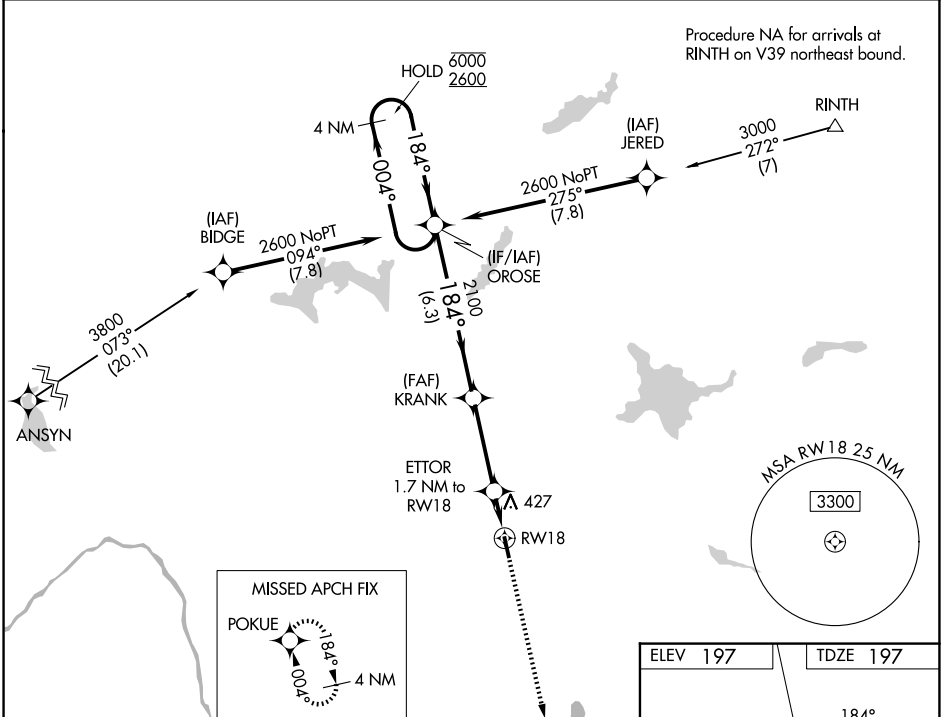 Procedure NA for arrivals at
RINTH on V39 northeast bound.
HOLD
6000
2600
4 NM
184°
004°
RINTH
3000
272°
(7)
(IAF)
JERED
2600 NoPT
275°
(7.8)
(IAF)
BIDGE
2600 NoPT
094°
(7.8)
(IF/IAF)
OROSE
2100
184°
(6.3)
3800
073°
(20.1)
ANSYN
(FAF)
KRANK
ETTOR
1.7 NM to
RW18
427
RW18
MSA RW18 25 NM
3300
MISSED APCH FIX
POKUE
184°
004°
4 NM
ELEV 197
TDZE 197
184°